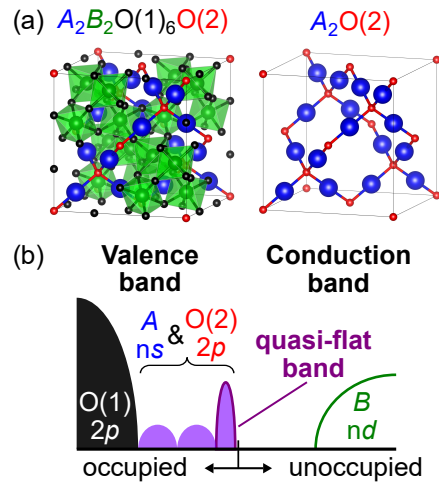 (a) A₂B₂O(1)₆O(2) A₂O(2)
(b) Valence band Conduction band
A ns & O(2) 2p
quasi-flat band
O(1) 2p
B nd
occupied unoccupied